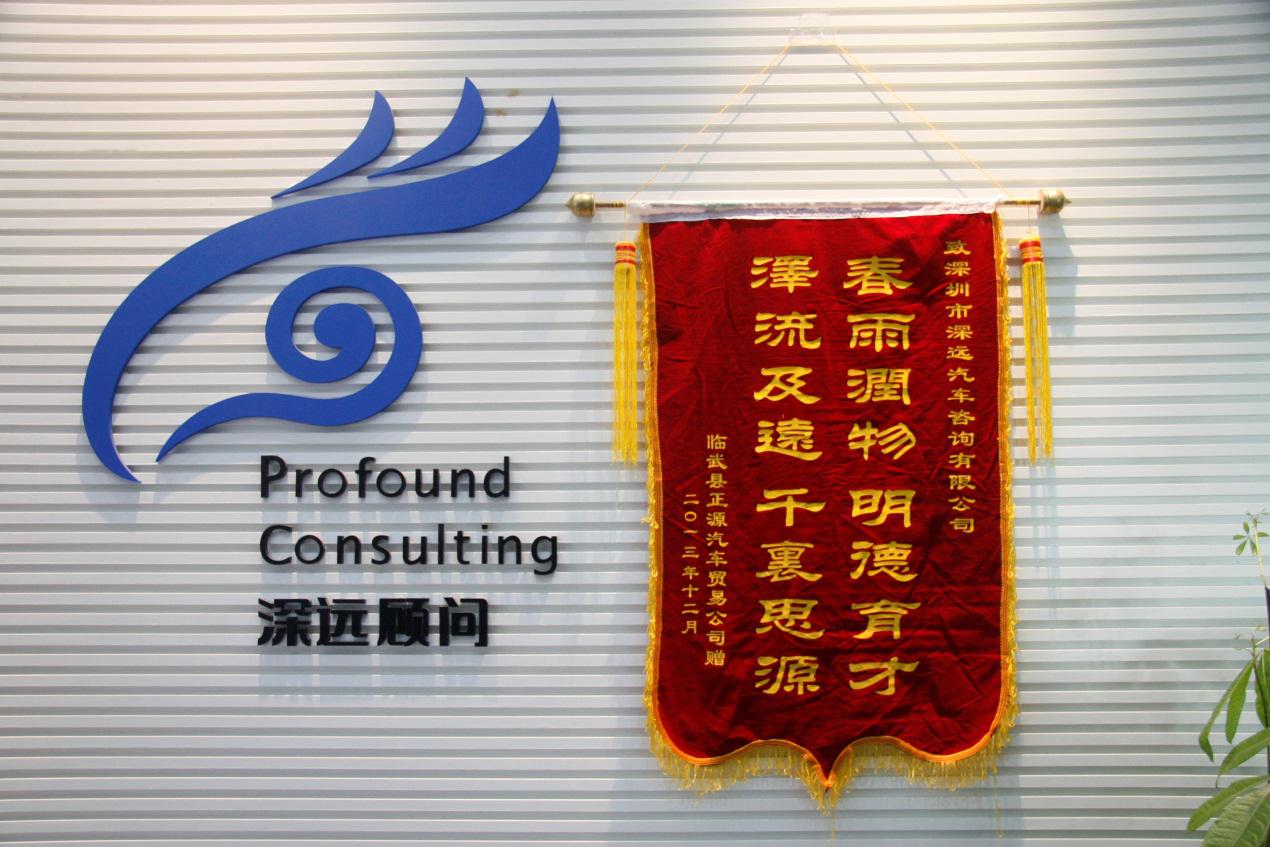 Profound
Consulting
深远顾问
致深圳市深远汽车咨询有限公司
春雨潤物明德育才
澤流及遠千裏思源
临武县正源汽车贸易公司赠
二〇一三年十二月